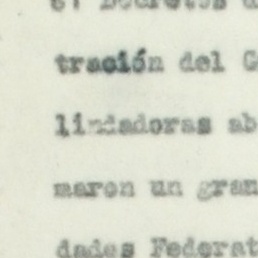 Decretos
tración del G
lindadoras ab
maron un gran
dades Federat